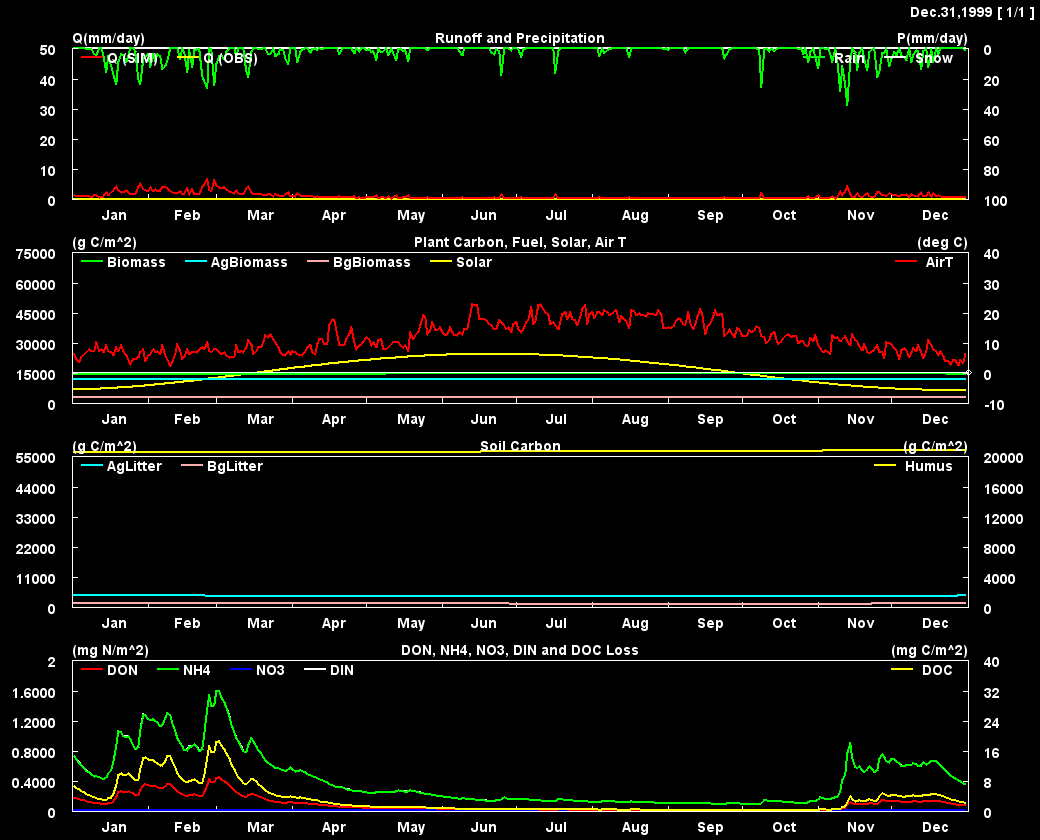 Dec.31,1999 [ 1/1 ]
Q(mm/day) Runoff and Precipitation P(mm/day)
50 0
Q (SIM) Q (OBS) Rain Snow
40 20
30 40
20 60
10 80
0 100
Jan Feb Mar Apr May Jun Jul Aug Sep Oct Nov Dec
(g C/m^2) Plant Carbon, Fuel, Solar, Air T (deg C)
75000 40
Biomass AgBiomass BgBiomass Solar AirT
60000 30
45000 20
30000 10
15000 0
0 -10
Jan Feb Mar Apr May Jun Jul Aug Sep Oct Nov Dec
(g C/m^2) Soil Carbon (g C/m^2)
55000 20000
AgLitter BgLitter Humus
44000 16000
33000 12000
22000 8000
11000 4000
0 0
Jan Feb Mar Apr May Jun Jul Aug Sep Oct Nov Dec
(mg N/m^2) DON, NH4, NO3, DIN and DOC Loss (mg C/m^2)
2 40
DON NH4 NO3 DIN DOC
1.6000 32
1.2000 24
0.8000 16
0.4000 8
0 0
Jan Feb Mar Apr May Jun Jul Aug Sep Oct Nov Dec